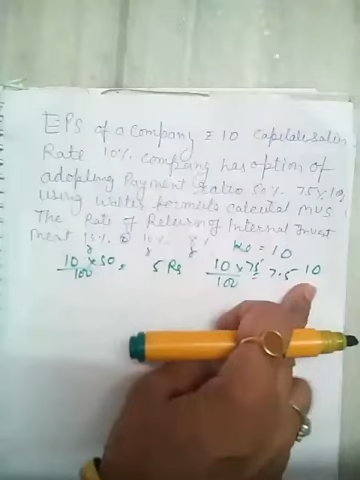 EPS of a Company = 10 capitalisation
Rate 10% company has option of
adopting Payment Ratio 50% 75% 10%
using Walter formula calculate MVS
The Rate of Return of Internal Invest
ment 15% 10% 8%
Ke = 10
10 × 50 / 100 = 5 Rs 10 × 75 / 100 = 7.5 10